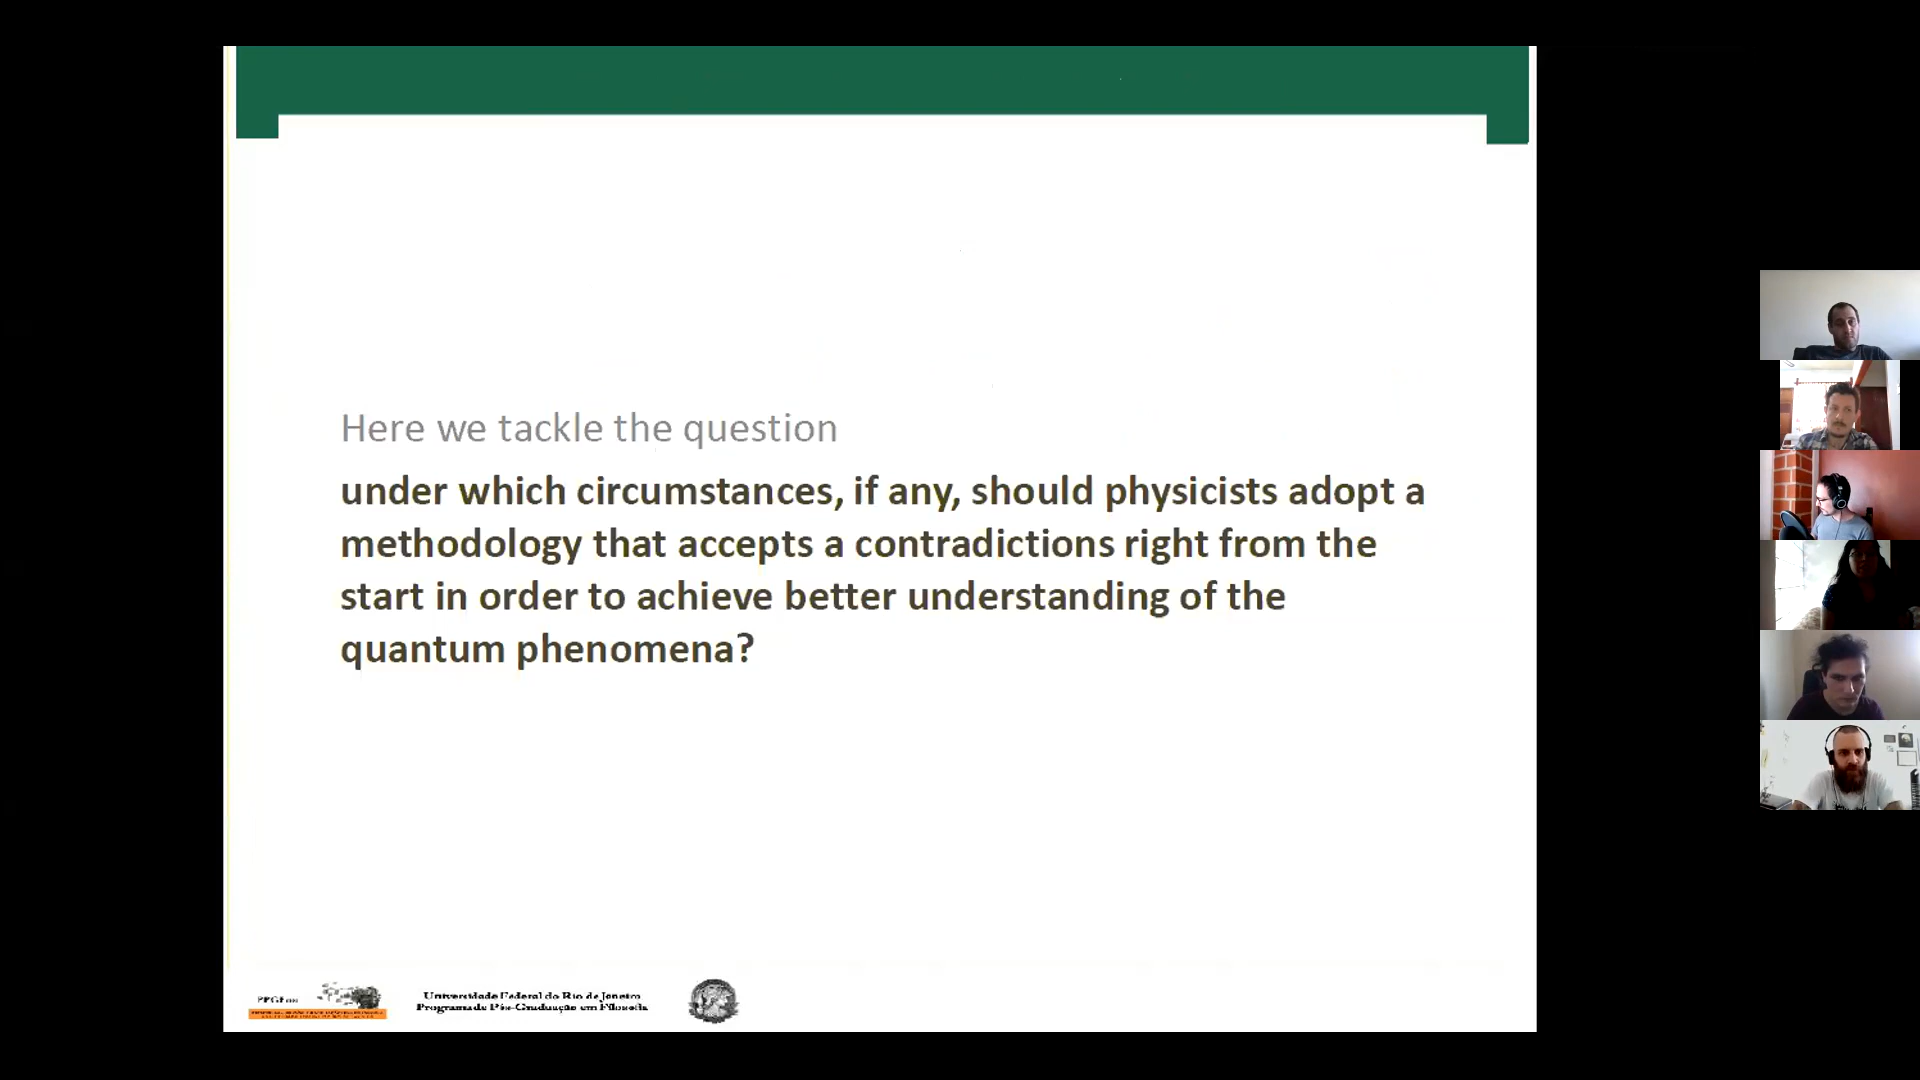 Here we tackle the question
under which circumstances, if any, should physicists adopt a
methodology that accepts a contradictions right from the
start in order to achieve better understanding of the
quantum phenomena?
Universidade Federal do Rio de Janeiro
Programa de Pós-Graduação em Filosofia